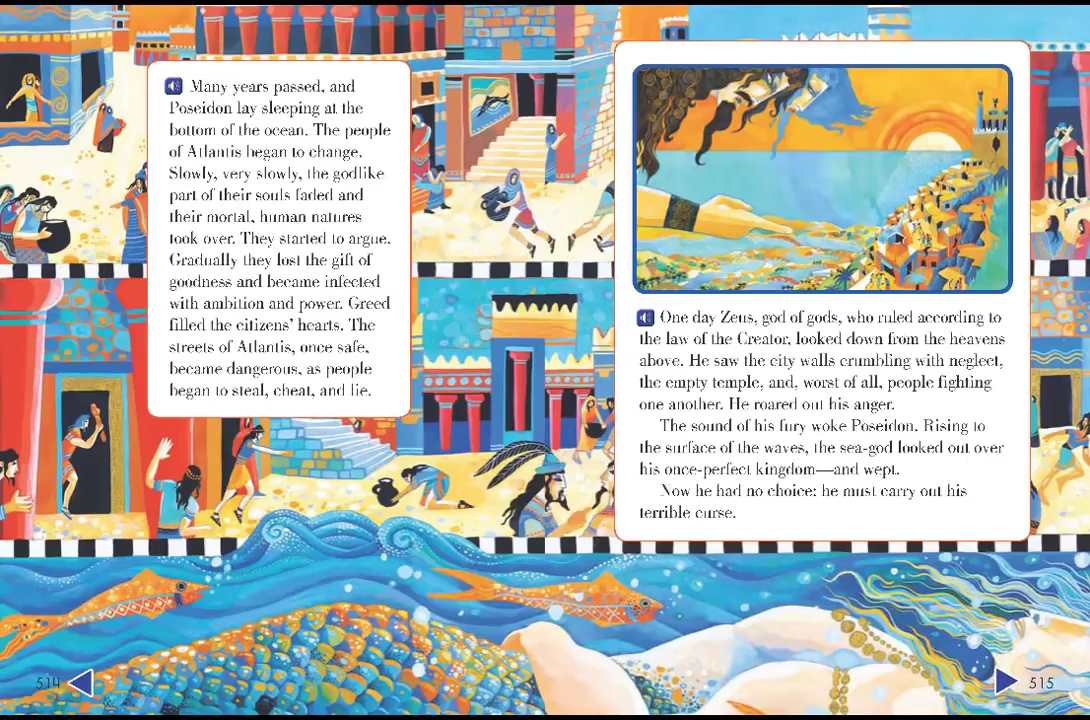 Many years passed, and
Poseidon lay sleeping at the
bottom of the ocean. The people
of Atlantis began to change.
Slowly, very slowly, the godlike
part of their souls faded and
their mortal, human natures
took over. They started to argue.
Gradually they lost the gift of
goodness and became infected
with ambition and power. Greed
filled the citizens’ hearts. The
streets of Atlantis, once safe,
became dangerous, as people
began to steal, cheat, and lie.
One day Zeus, god of gods, who ruled according to
the law of the Creator, looked down from the heavens
above. He saw the city walls crumbling with neglect,
the empty temple, and, worst of all, people fighting
one another. He roared out his anger.
The sound of his fury woke Poseidon. Rising to
the surface of the waves, the sea-god looked out over
his once-perfect kingdom—and wept.
Now he had no choice: he must carry out his
terrible curse.
514
515